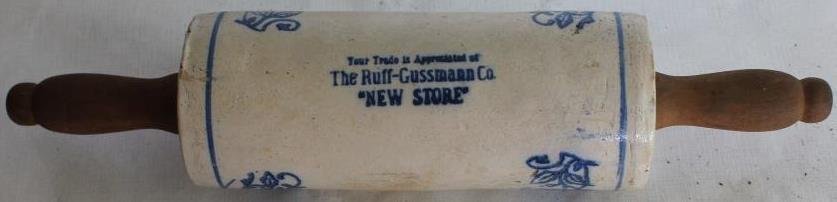 Your Trade is Appreciated at
The Ruff-Gussmann Co.
"NEW STORE"